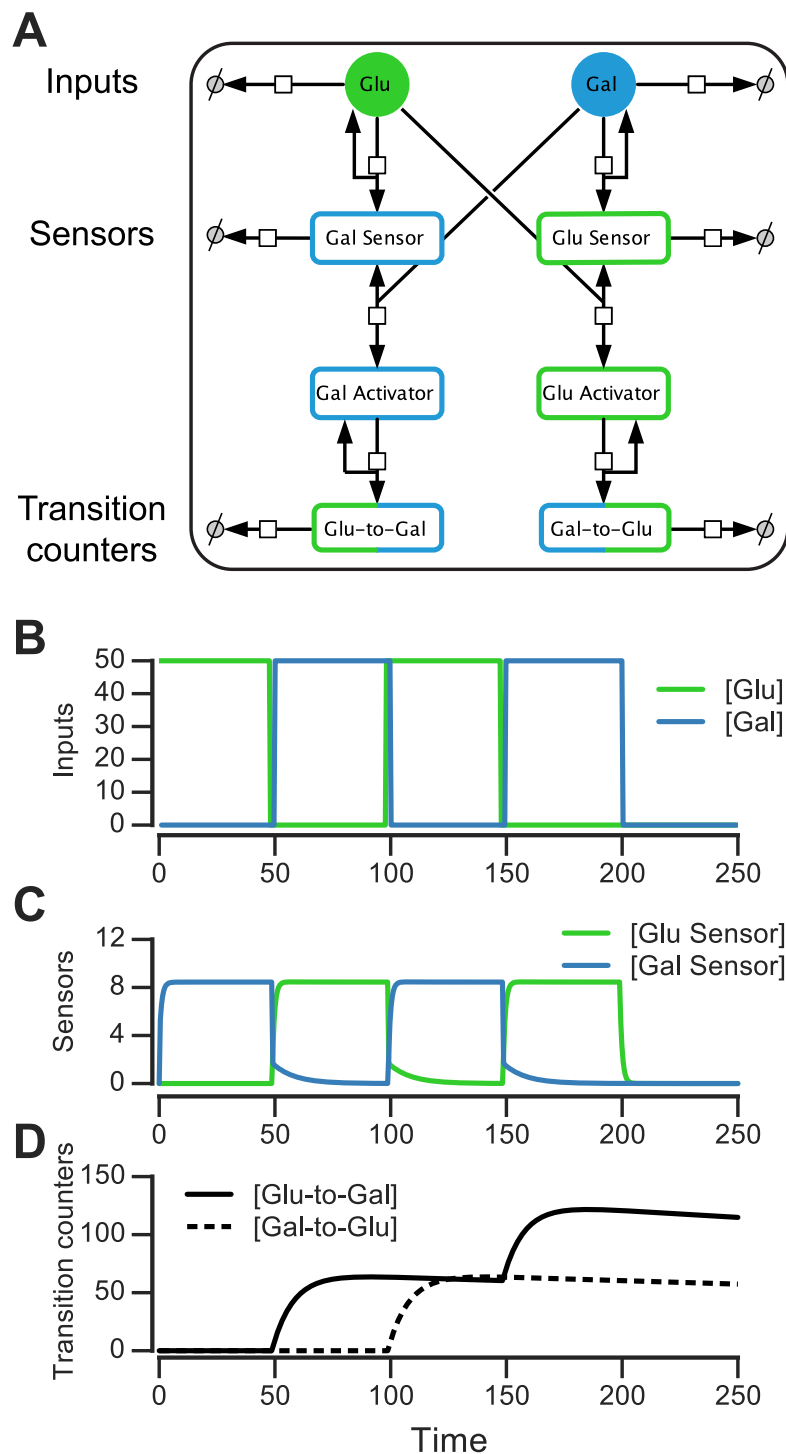 A
Inputs
Glu
Gal
Sensors
Gal Sensor
Glu Sensor
Gal Activator
Glu Activator
Transition
counters
Glu-to-Gal
Gal-to-Glu
B
Inputs
50
40
30
20
10
0
[Glu]
[Gal]
0 50 100 150 200 250
C
Sensors
12
8
4
0
[Glu Sensor]
[Gal Sensor]
0 50 100 150 200 250
D
Transition counters
150
100
50
0
[Glu-to-Gal]
[Gal-to-Glu]
0 50 100 150 200 250
Time